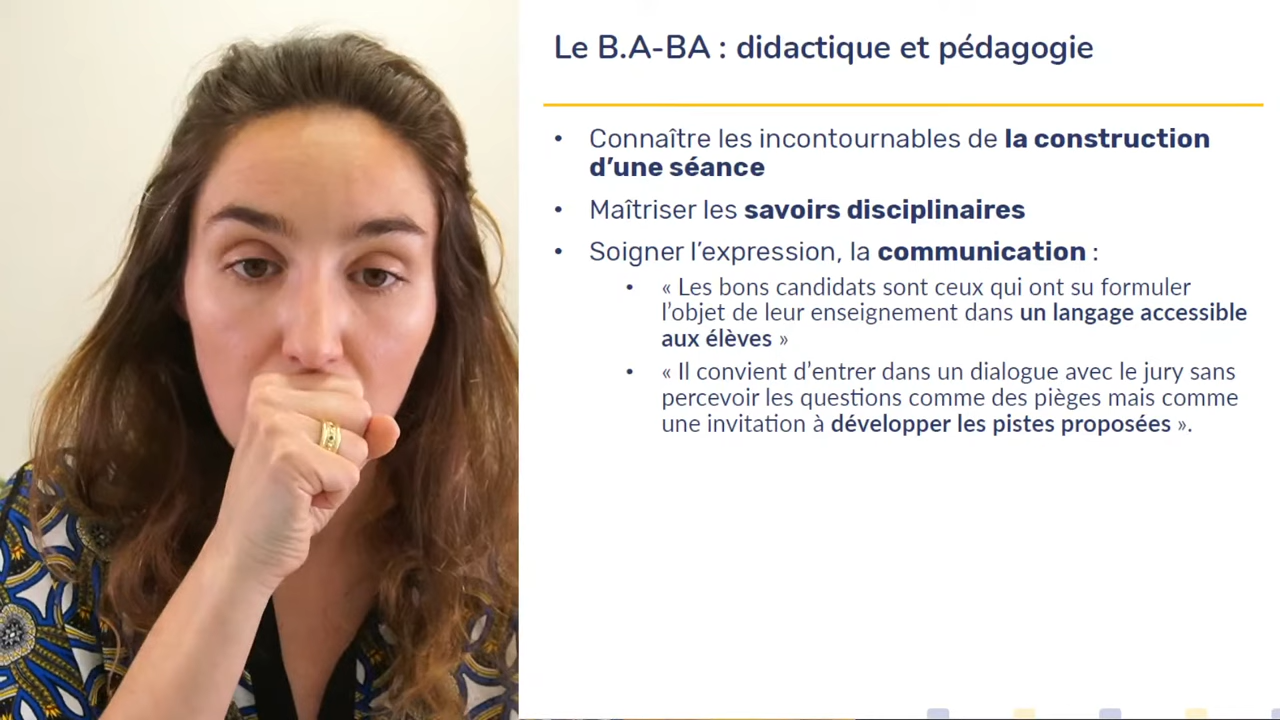 Le B.A-BA : didactique et pédagogie
• Connaître les incontournables de la construction
d’une séance
• Maîtriser les savoirs disciplinaires
• Soigner l’expression, la communication :
• « Les bons candidats sont ceux qui ont su formuler
l’objet de leur enseignement dans un langage accessible
aux élèves »
• « Il convient d’entrer dans un dialogue avec le jury sans
percevoir les questions comme des pièges mais comme
une invitation à développer les pistes proposées ».